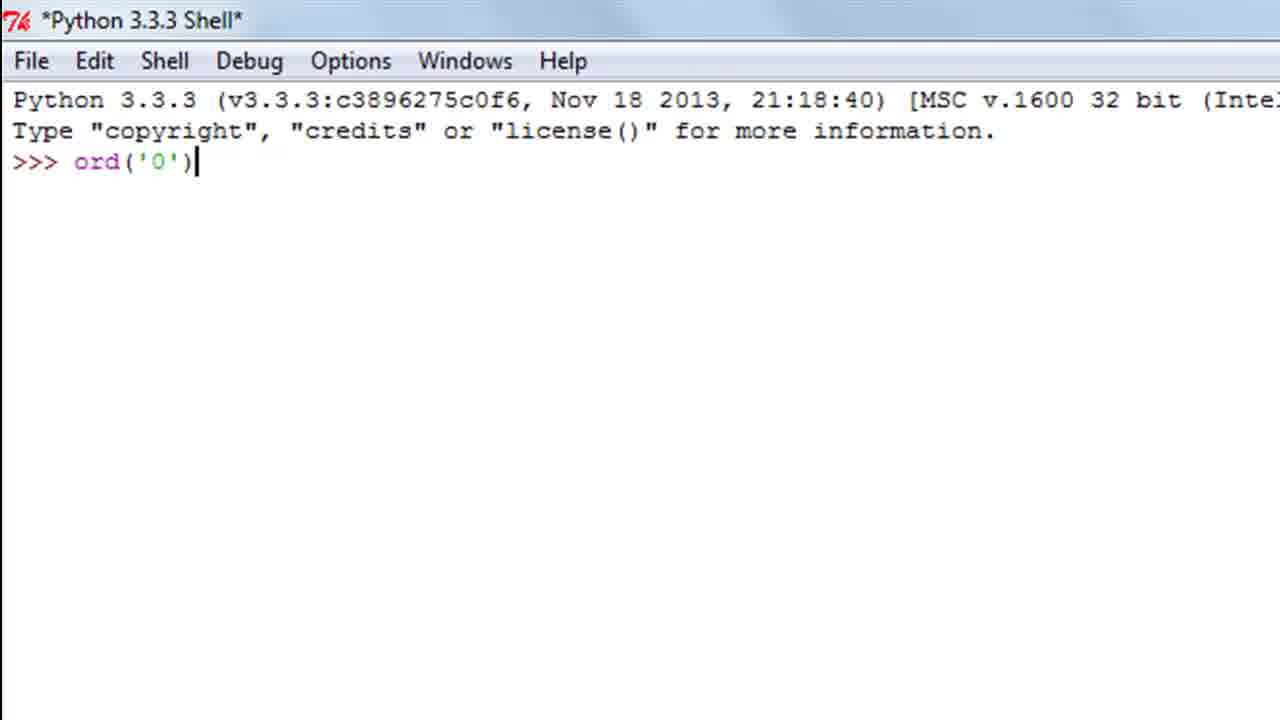 *Python 3.3.3 Shell*
File Edit Shell Debug Options Windows Help
Python 3.3.3 (v3.3.3:c3896275c0f6, Nov 18 2013, 21:18:40) [MSC v.1600 32 bit (Intel
Type "copyright", "credits" or "license()" for more information.
>>> ord('0')